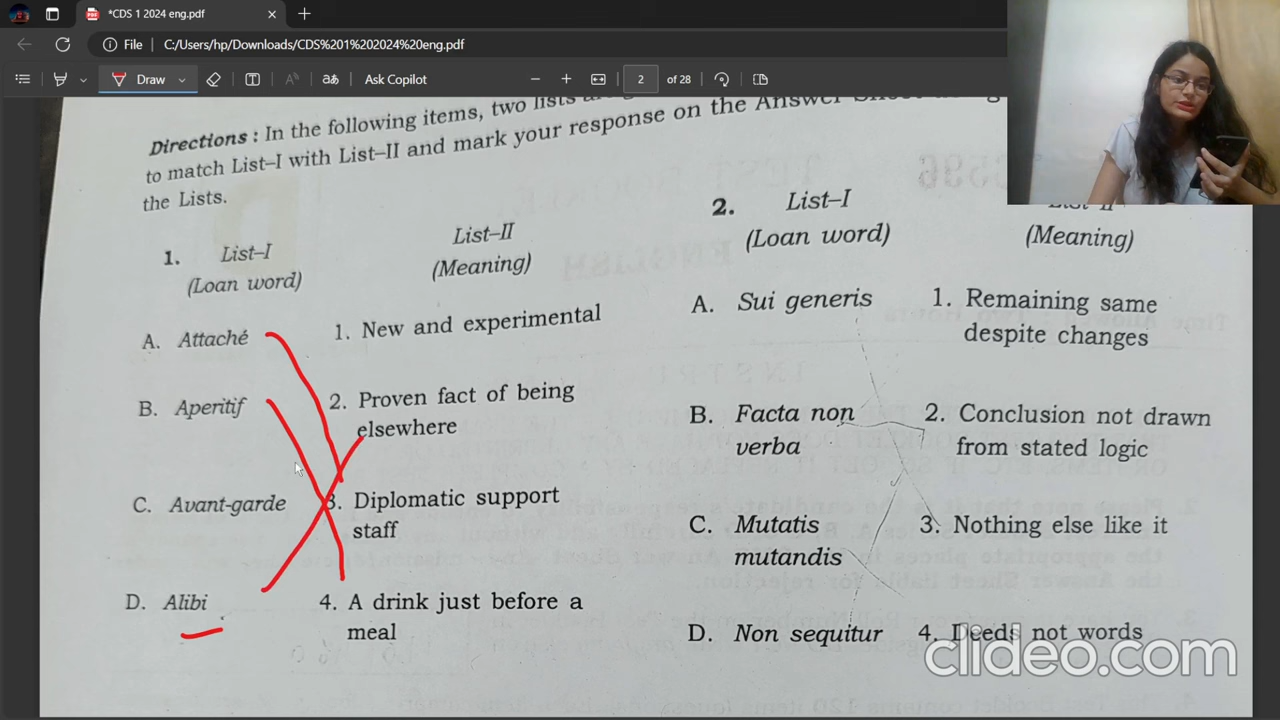 *CDS 1 2024 eng.pdf
File C:/Users/hp/Downloads/CDS%201%202024%20eng.pdf
Draw Ask Copilot 2 of 28
Directions : In the following items, two lists
to match List–I with List–II and mark your response on the Answer Sheet
the Lists.
1. List–I List–II
(Loan word) (Meaning)
A. Attaché 1. New and experimental
B. Aperitif 2. Proven fact of being
elsewhere
C. Avant-garde 3. Diplomatic support
staff
D. Alibi 4. A drink just before a
meal
2. List–I
(Loan word) (Meaning)
A. Sui generis 1. Remaining same
despite changes
B. Facta non 2. Conclusion not drawn
verba from stated logic
C. Mutatis 3. Nothing else like it
mutandis
D. Non sequitur 4. Deeds not words
clideo.com